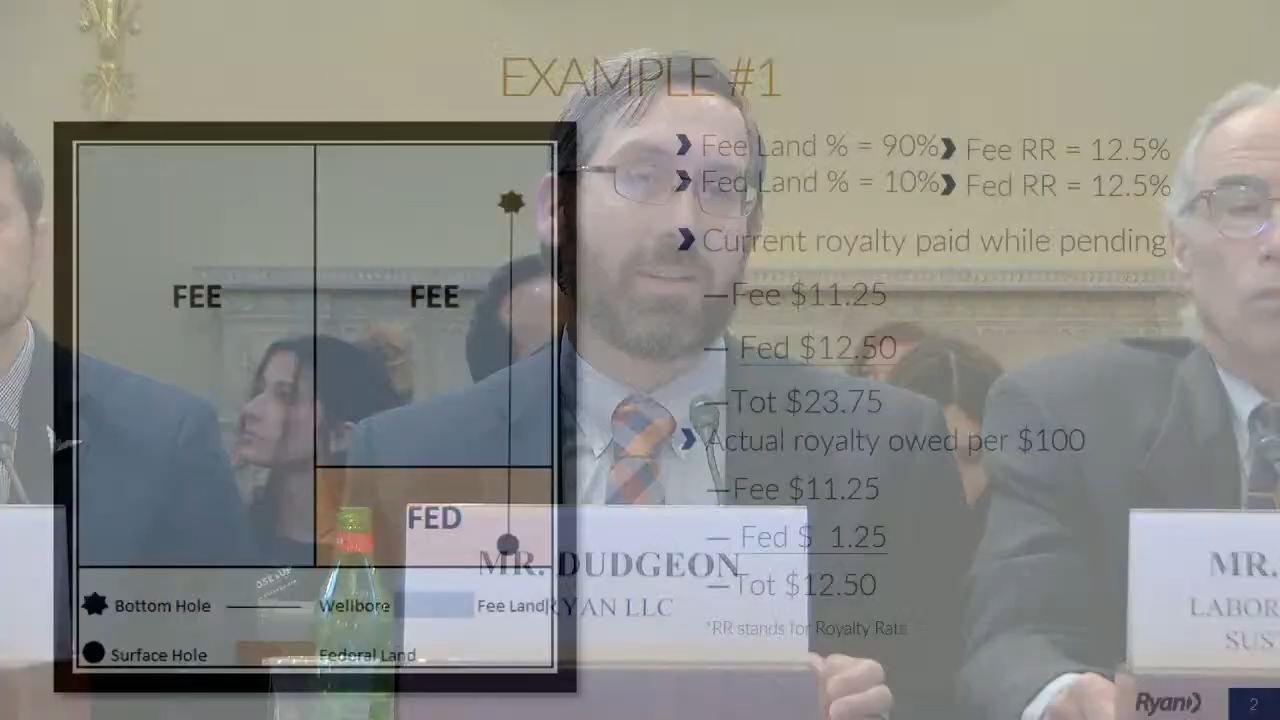 EXAMPLE #1
Fee Land % = 90%
Fee RR = 12.5%
Fed Land % = 10%
Fed RR = 12.5%
Current royalty paid while pending
—Fee $11.25
— Fed $12.50
—Tot $23.75
Actual royalty owed per $100
—Fee $11.25
— Fed $ 1.25
—Tot $12.50
*RR stands for Royalty Rate
FEE
FEE
FED
Bottom Hole
Wellbore
Fee Land
Surface Hole
Federal Land
MR. DUDGEON
RYAN LLC
MR.
LABOR
SUS
Ryan
2